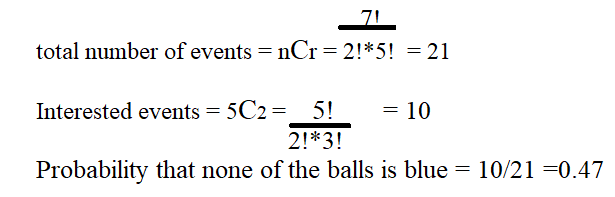 7!
total number of events = nCr = 2!*5! = 21
Interested events = 5C2 = 5! = 10
2!*3!
Probability that none of the balls is blue = 10/21 =0.47